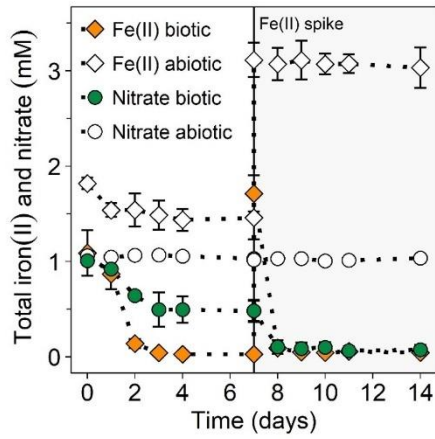 Fe(II) spike
Fe(II) biotic
Fe(II) abiotic
Nitrate biotic
Nitrate abiotic
Total iron(II) and nitrate (mM)
3
2
1
0
0 2 4 6 8 10 12 14
Time (days)